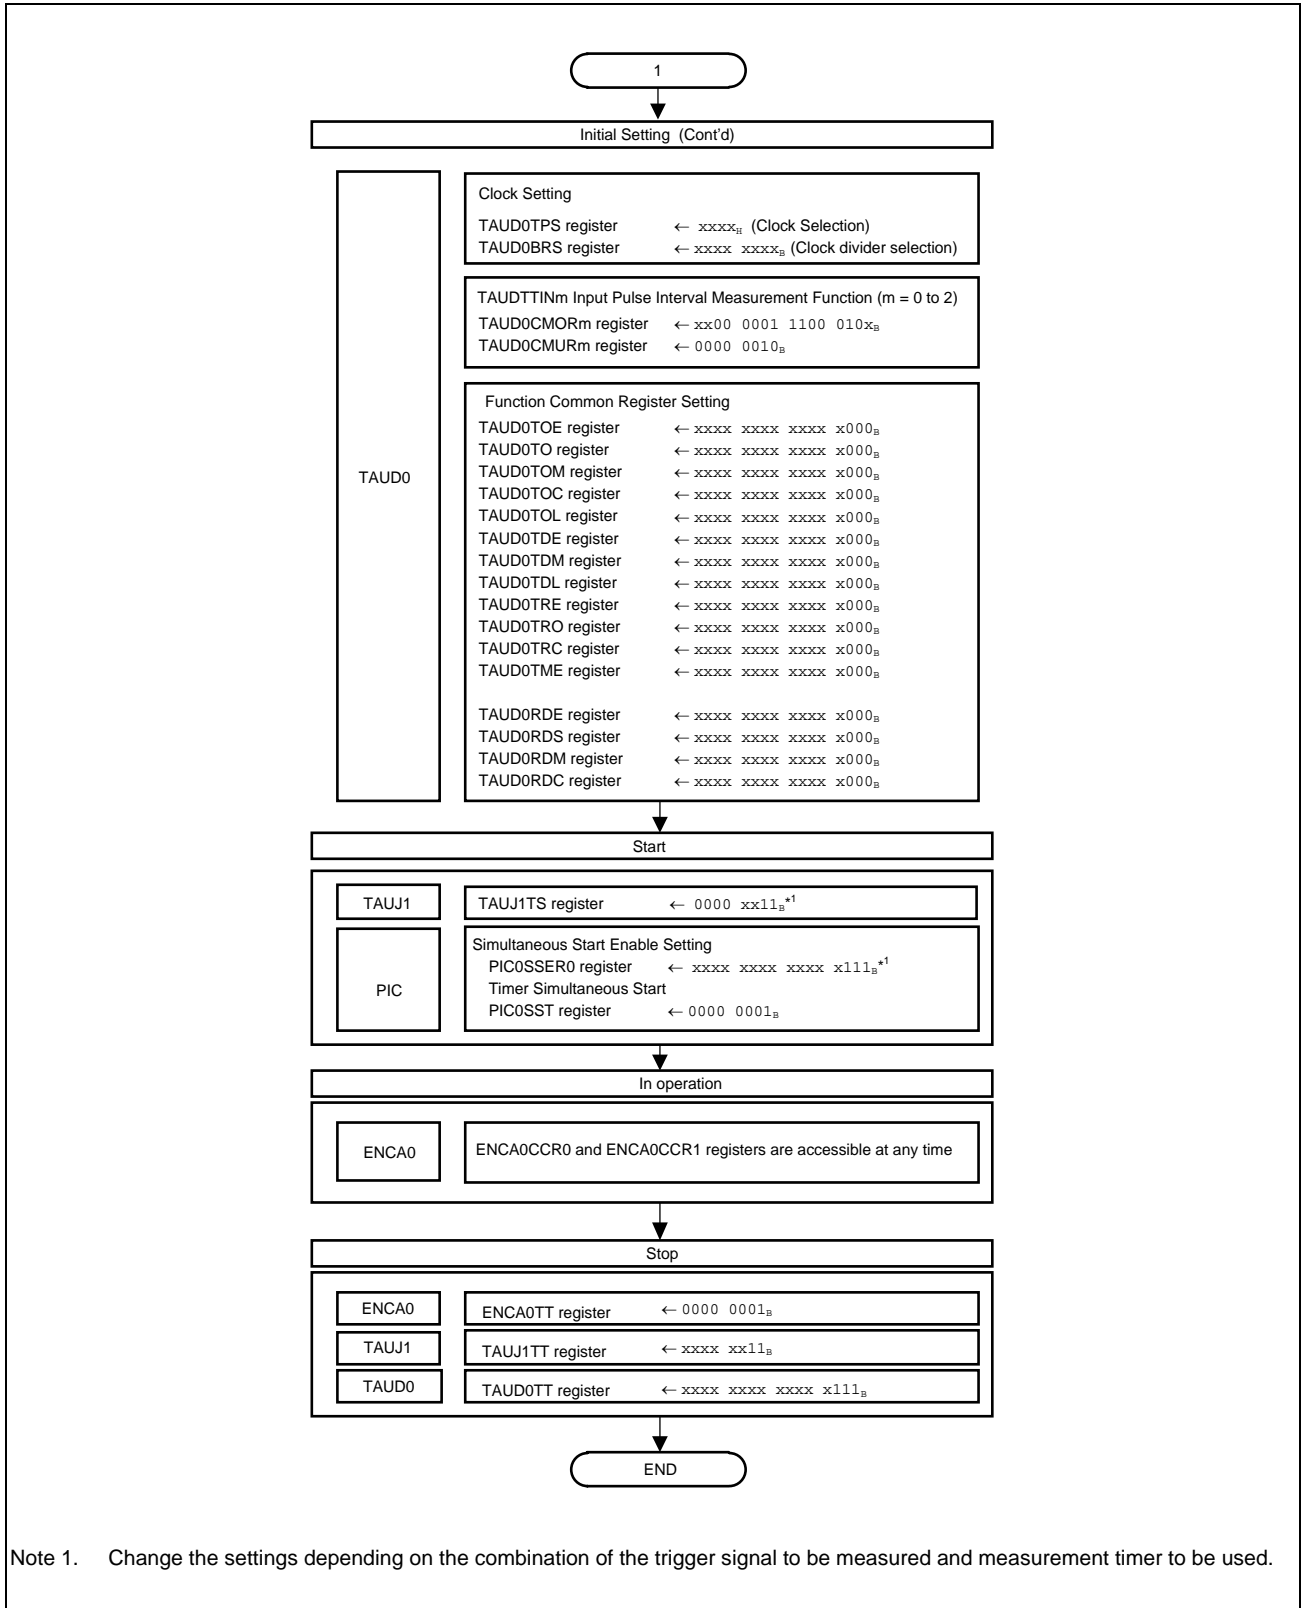 1
Initial Setting (Cont'd)
TAUD0
Clock Setting
TAUD0TPS register ← xxxxH (Clock Selection)
TAUD0BRS register ← xxxx xxxxB (Clock divider selection)
TAUDTTINm Input Pulse Interval Measurement Function (m = 0 to 2)
TAUD0CMORm register ← xx00 0001 1100 010xB
TAUD0CMURm register ← 0000 0010B
Function Common Register Setting
TAUD0TOE register ← xxxx xxxx xxxx x000B
TAUD0TO register ← xxxx xxxx xxxx x000B
TAUD0TOM register ← xxxx xxxx xxxx x000B
TAUD0TOC register ← xxxx xxxx xxxx x000B
TAUD0TOL register ← xxxx xxxx xxxx x000B
TAUD0TDE register ← xxxx xxxx xxxx x000B
TAUD0TDM register ← xxxx xxxx xxxx x000B
TAUD0TDL register ← xxxx xxxx xxxx x000B
TAUD0TRE register ← xxxx xxxx xxxx x000B
TAUD0TRO register ← xxxx xxxx xxxx x000B
TAUD0TRC register ← xxxx xxxx xxxx x000B
TAUD0TME register ← xxxx xxxx xxxx x000B
TAUD0RDE register ← xxxx xxxx xxxx x000B
TAUD0RDS register ← xxxx xxxx xxxx x000B
TAUD0RDM register ← xxxx xxxx xxxx x000B
TAUD0RDC register ← xxxx xxxx xxxx x000B
Start
TAUJ1
TAUJ1TS register ← 0000 xx11B*1
PIC
Simultaneous Start Enable Setting
PIC0SSER0 register ← xxxx xxxx xxxx x111B*1
Timer Simultaneous Start
PIC0SST register ← 0000 0001B
In operation
ENCA0
ENCA0CCR0 and ENCA0CCR1 registers are accessible at any time
Stop
ENCA0
ENCA0TT register ← 0000 0001B
TAUJ1
TAUJ1TT register ← xxxx xx11B
TAUD0
TAUD0TT register ← xxxx xxxx xxxx x111B
END
Note 1. Change the settings depending on the combination of the trigger signal to be measured and measurement timer to be used.